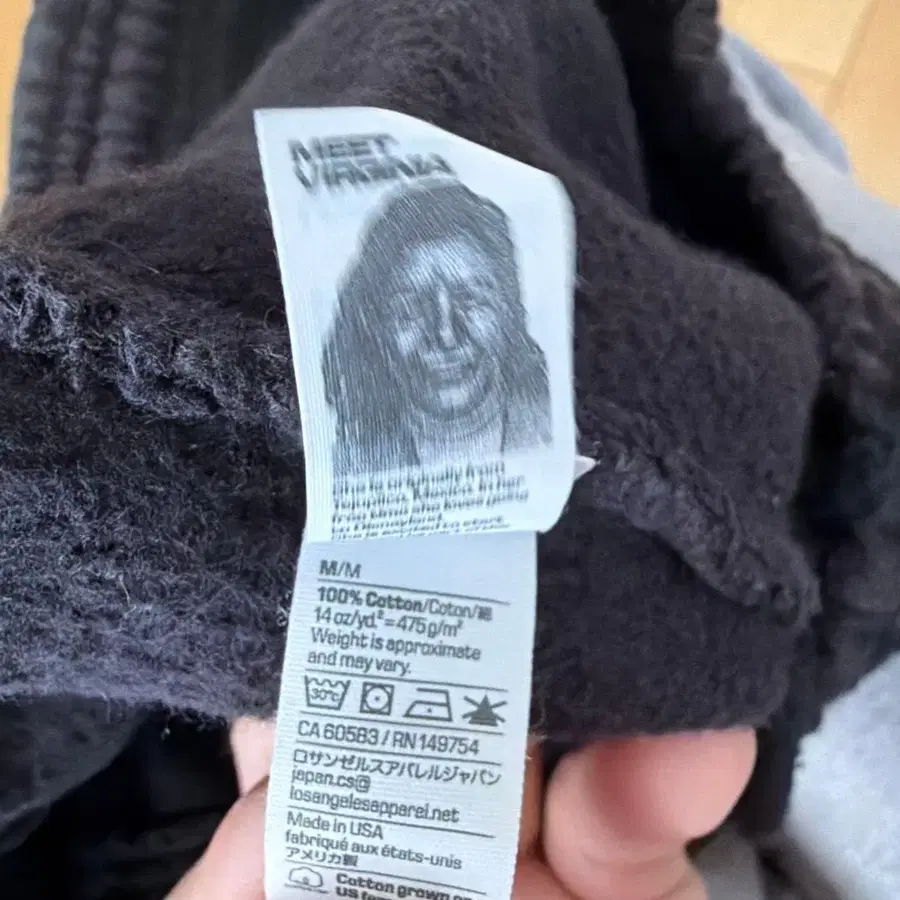 MEET
VIRGINIA
M/M
100% Cotton/Coton/綿
14 oz/yd.²=475g/m²
Weight is approximate
and may vary.
30°C
CA 60583 / RN 149754
ロサンゼルスアパレルジャパン
japan.cs@
losangelesapparel.net
Made in USA
fabriqué aux états-unis
アメリカ製
Cotton grown on